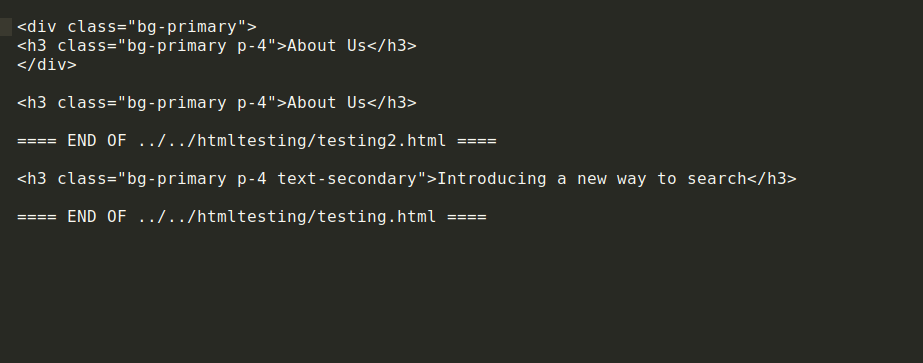 <div class="bg-primary">
<h3 class="bg-primary p-4">About Us</h3>
</div>
<h3 class="bg-primary p-4">About Us</h3>
==== END OF ../../htmltesting/testing2.html ====
<h3 class="bg-primary p-4 text-secondary">Introducing a new way to search</h3>
==== END OF ../../htmltesting/testing.html ====